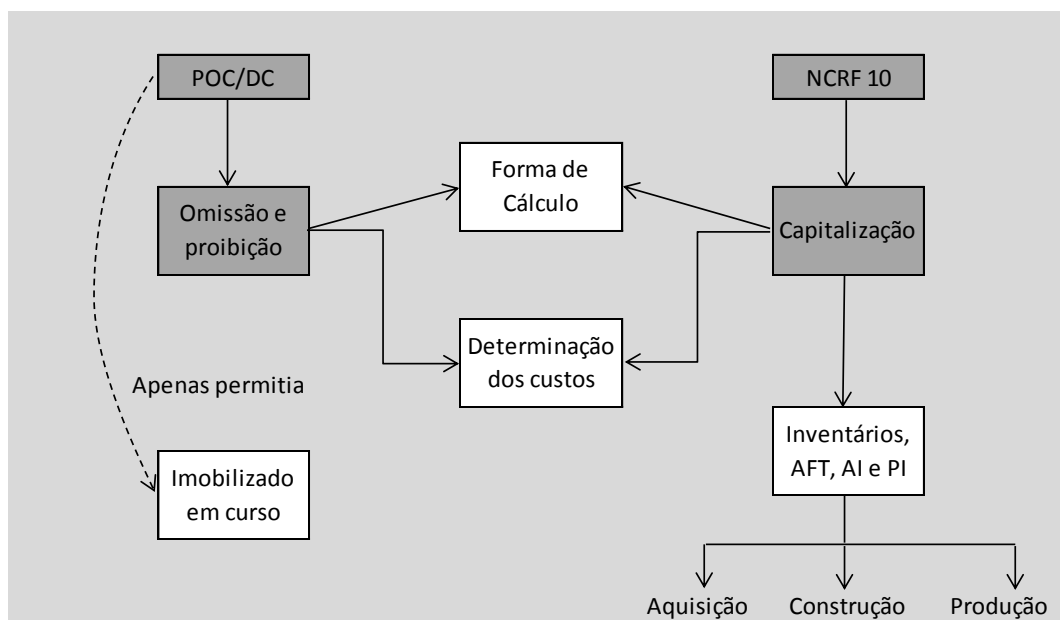 POC/DC
NCRF 10
Forma de
Cálculo
Omissão e
proibição
Capitalização
Determinação
dos custos
Apenas permitia
Inventários,
AFT, AI e PI
Imobilizado
em curso
Aquisição
Construção
Produção